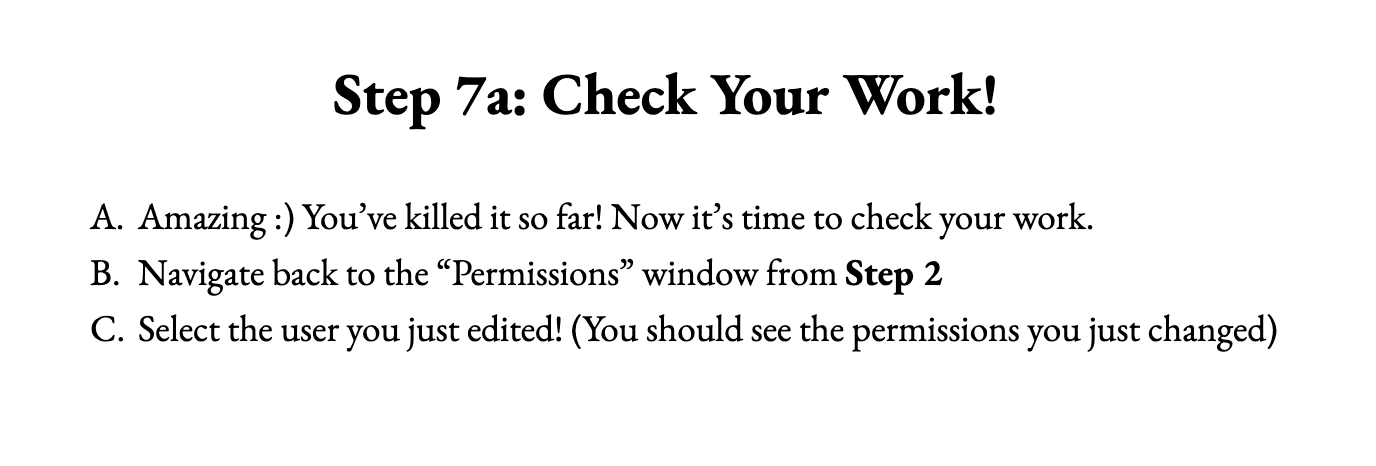 Step 7a: Check Your Work!
A. Amazing :) You’ve killed it so far! Now it’s time to check your work.
B. Navigate back to the “Permissions” window from Step 2
C. Select the user you just edited! (You should see the permissions you just changed)